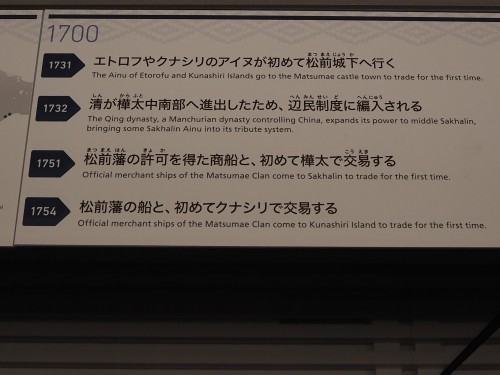 1700
1731
エトロフやクナシリのアイヌが初めて松前城下へ行く
The Ainu of Etorofu and Kunashiri Islands go to the Matsumae castle town to trade for the first time.
1732
清が樺太中南部へ進出したため、辺民制度に編入される
The Qing dynasty, a Manchurian dynasty controlling China, expands its power to middle Sakhalin,
bringing some Sakhalin Ainu into its tribute system.
1751
松前藩の許可を得た商船と、初めて樺太で交易する
Official merchant ships of the Matsumae Clan come to Sakhalin to trade for the first time.
1754
松前藩の船と、初めてクナシリで交易する
Official merchant ships of the Matsumae Clan come to Kunashiri Island to trade for the first time.